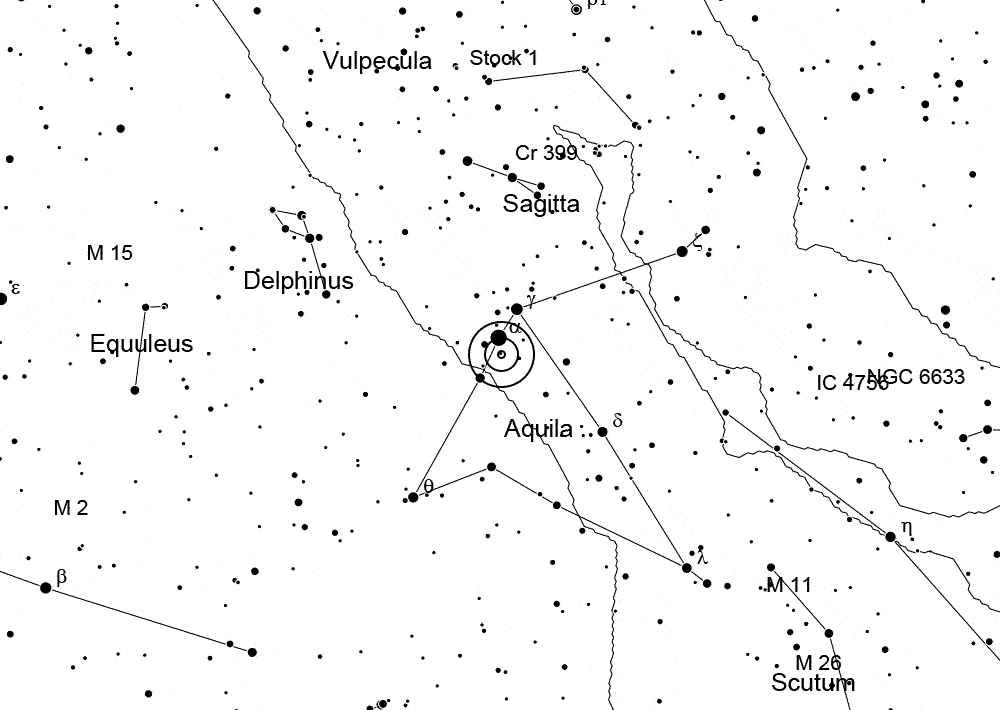 β1
Vulpecula
Stock 1
Cr 399
Sagitta
ζ
M 15
Delphinus
ε
γ
α
Equuleus
IC 4756
NGC 6633
δ
Aquila
θ
M 2
η
λ
β
M 11
M 26
Scutum